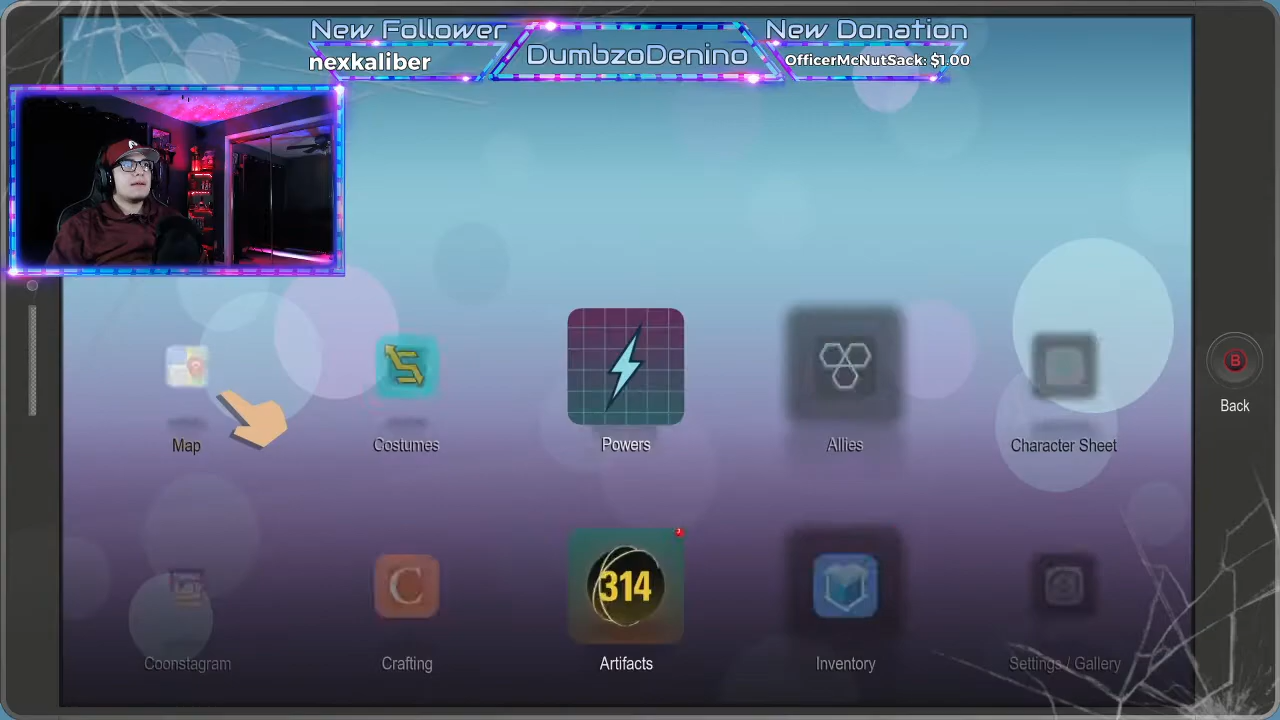 New Follower
nexkaliber
DumbzoDenino
New Donation
OfficerMcNutSack: $1.00
Map
Costumes
Powers
Allies
Character Sheet
B
Back
C
314
Coonstagram
Crafting
Artifacts
Inventory
Settings / Gallery